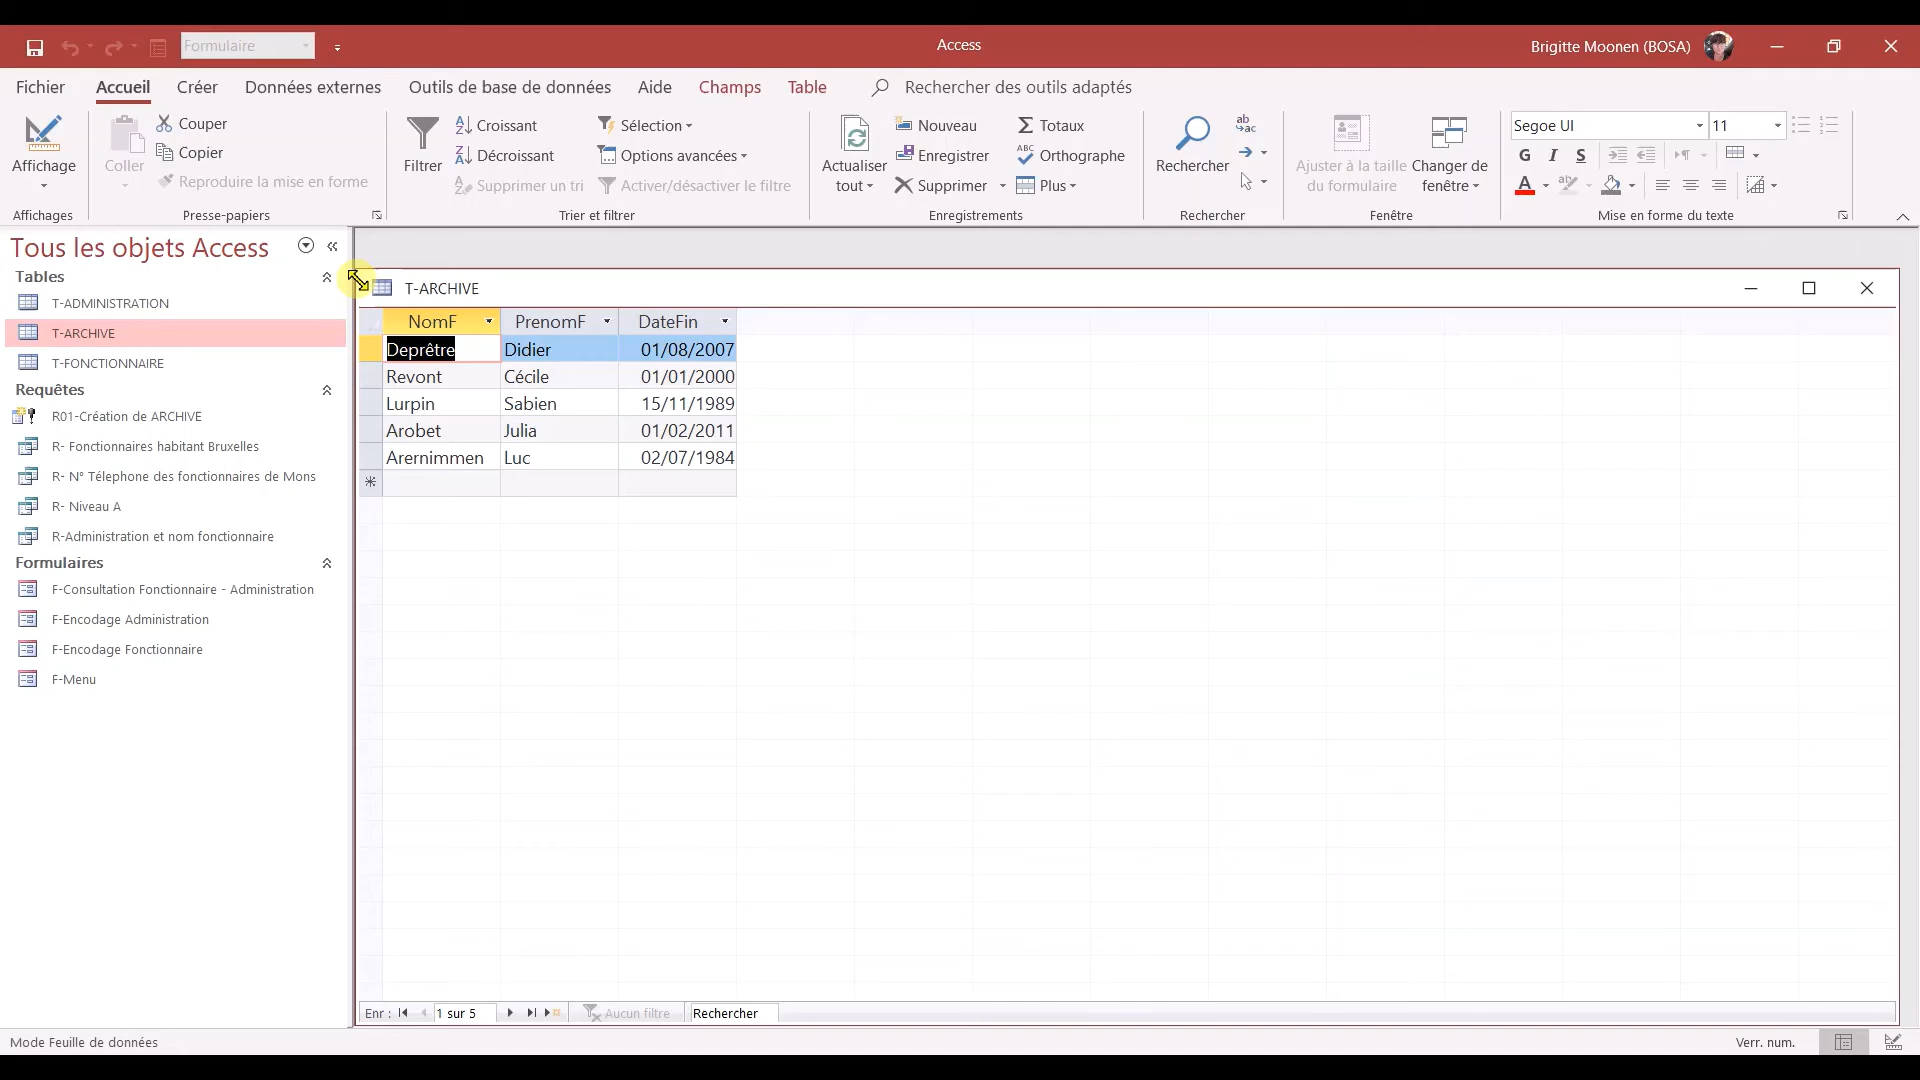 Formulaire
Access
Brigitte Moonen (BOSA)
Fichier Accueil Créer Données externes Outils de base de données Aide Champs Table Rechercher des outils adaptés
Affichage
Affichages
Coller
Couper
Copier
Reproduire la mise en forme
Presse-papiers
Filtrer
Croissant
Décroissant
Supprimer un tri
Sélection
Options avancées
Activer/désactiver le filtre
Trier et filtrer
Actualiser
tout
Nouveau
Enregistrer
Supprimer
Totaux
Orthographe
Plus
Enregistrements
Rechercher
Rechercher
Ajuster à la taille
du formulaire
Changer de
fenêtre
Fenêtre
Segoe UI 11
G I S
Mise en forme du texte
Tous les objets Access
Tables
T-ADMINISTRATION
T-ARCHIVE
T-FONCTIONNAIRE
Requêtes
R01-Création de ARCHIVE
R- Fonctionnaires habitant Bruxelles
R- N° Télephone des fonctionnaires de Mons
R- Niveau A
R-Administration et nom fonctionnaire
Formulaires
F-Consultation Fonctionnaire - Administration
F-Encodage Administration
F-Encodage Fonctionnaire
F-Menu
T-ARCHIVE
NomF PrenomF DateFin
Deprêtre Didier 01/08/2007
Revont Cécile 01/01/2000
Lurpin Sabien 15/11/1989
Arobet Julia 01/02/2011
Arernimmen Luc 02/07/1984
Enr : 1 sur 5 Aucun filtre Rechercher
Mode Feuille de données
Verr. num.